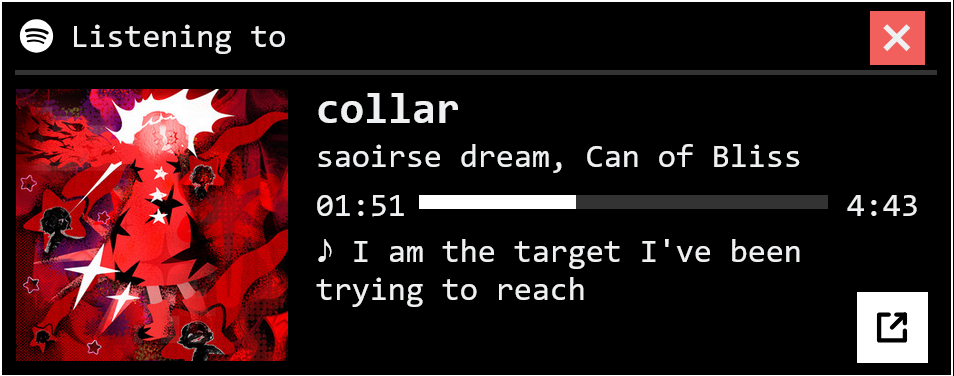 Listening to
collar
saoirse dream, Can of Bliss
01:51
4:43
♪ I am the target I've been
trying to reach